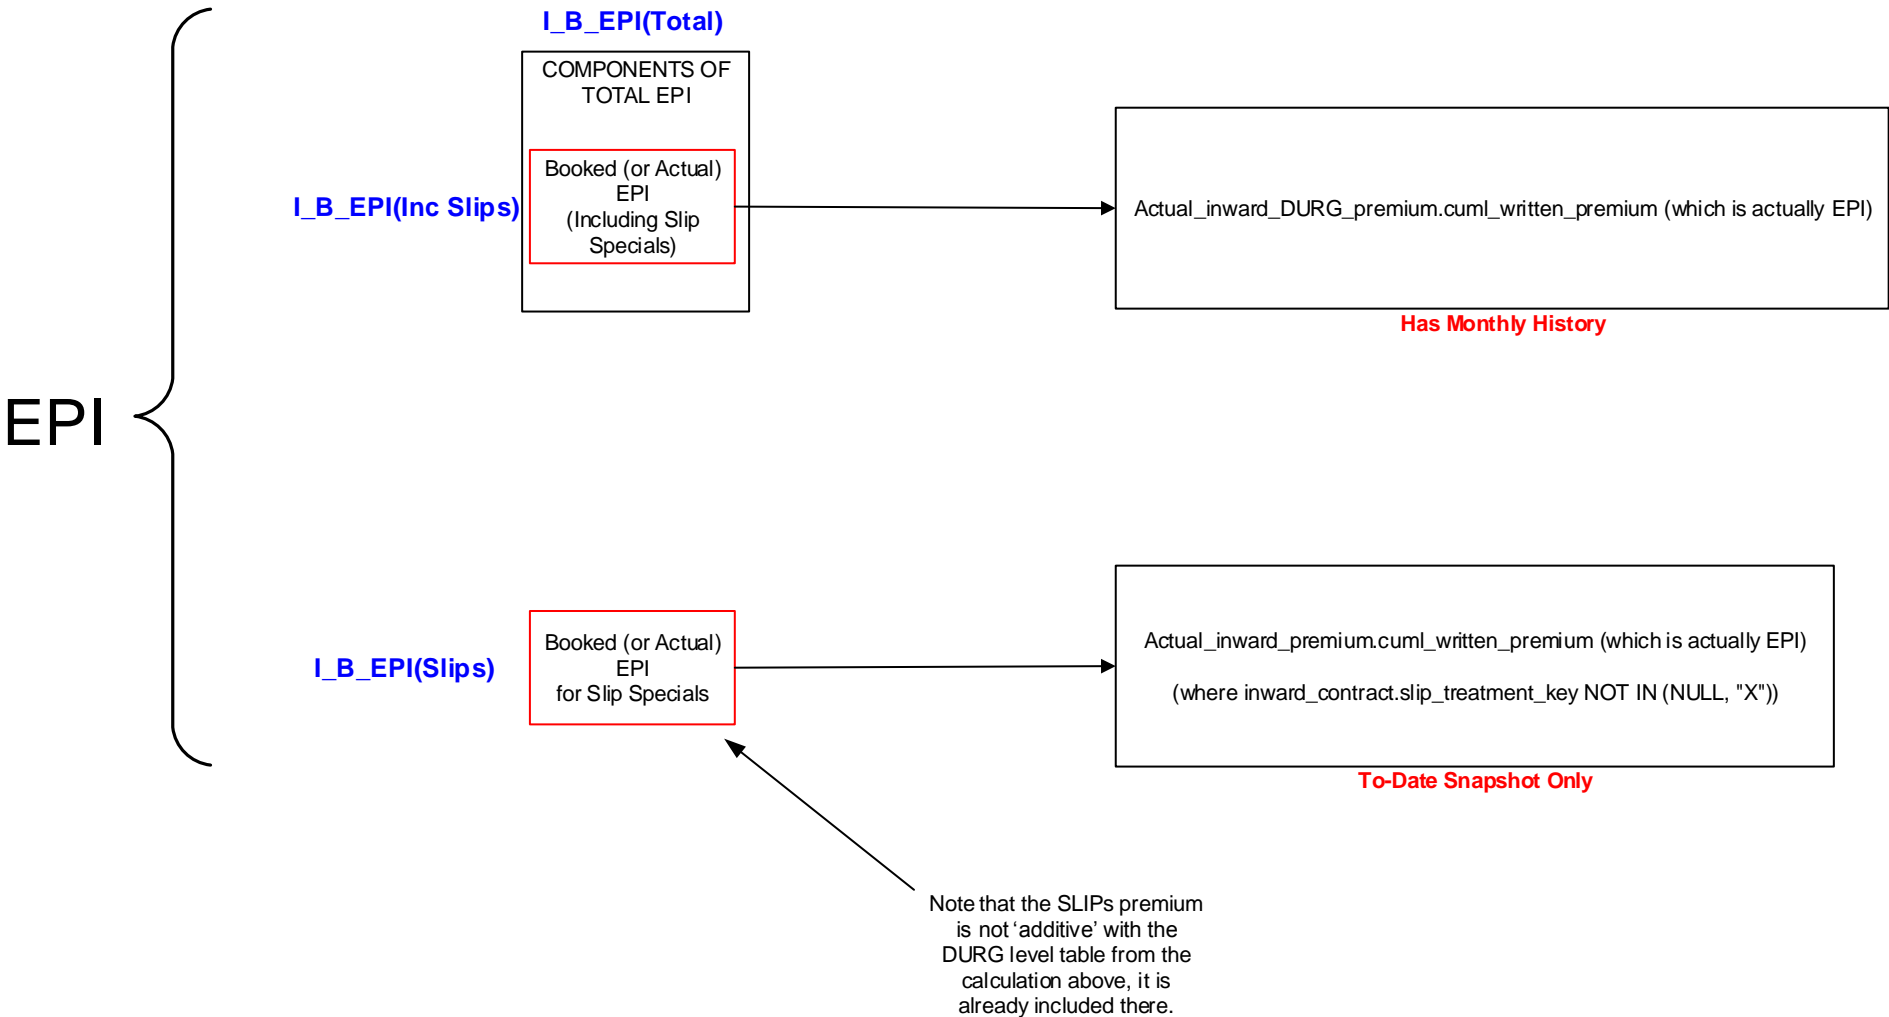 I_B_EPI(Total)
COMPONENTS OF
TOTAL EPI
I_B_EPI(Inc Slips)
Booked (or Actual)
EPI
(Including Slip
Specials)
Actual_inward_DURG_premium.cuml_written_premium (which is actually EPI)
Has Monthly History
EPI
I_B_EPI(Slips)
Booked (or Actual)
EPI
for Slip Specials
Actual_inward_premium.cuml_written_premium (which is actually EPI)
(where inward_contract.slip_treatment_key NOT IN (NULL, "X"))
To-Date Snapshot Only
Note that the SLIPs premium
is not ‘additive’ with the
DURG level table from the
calculation above, it is
already included there.